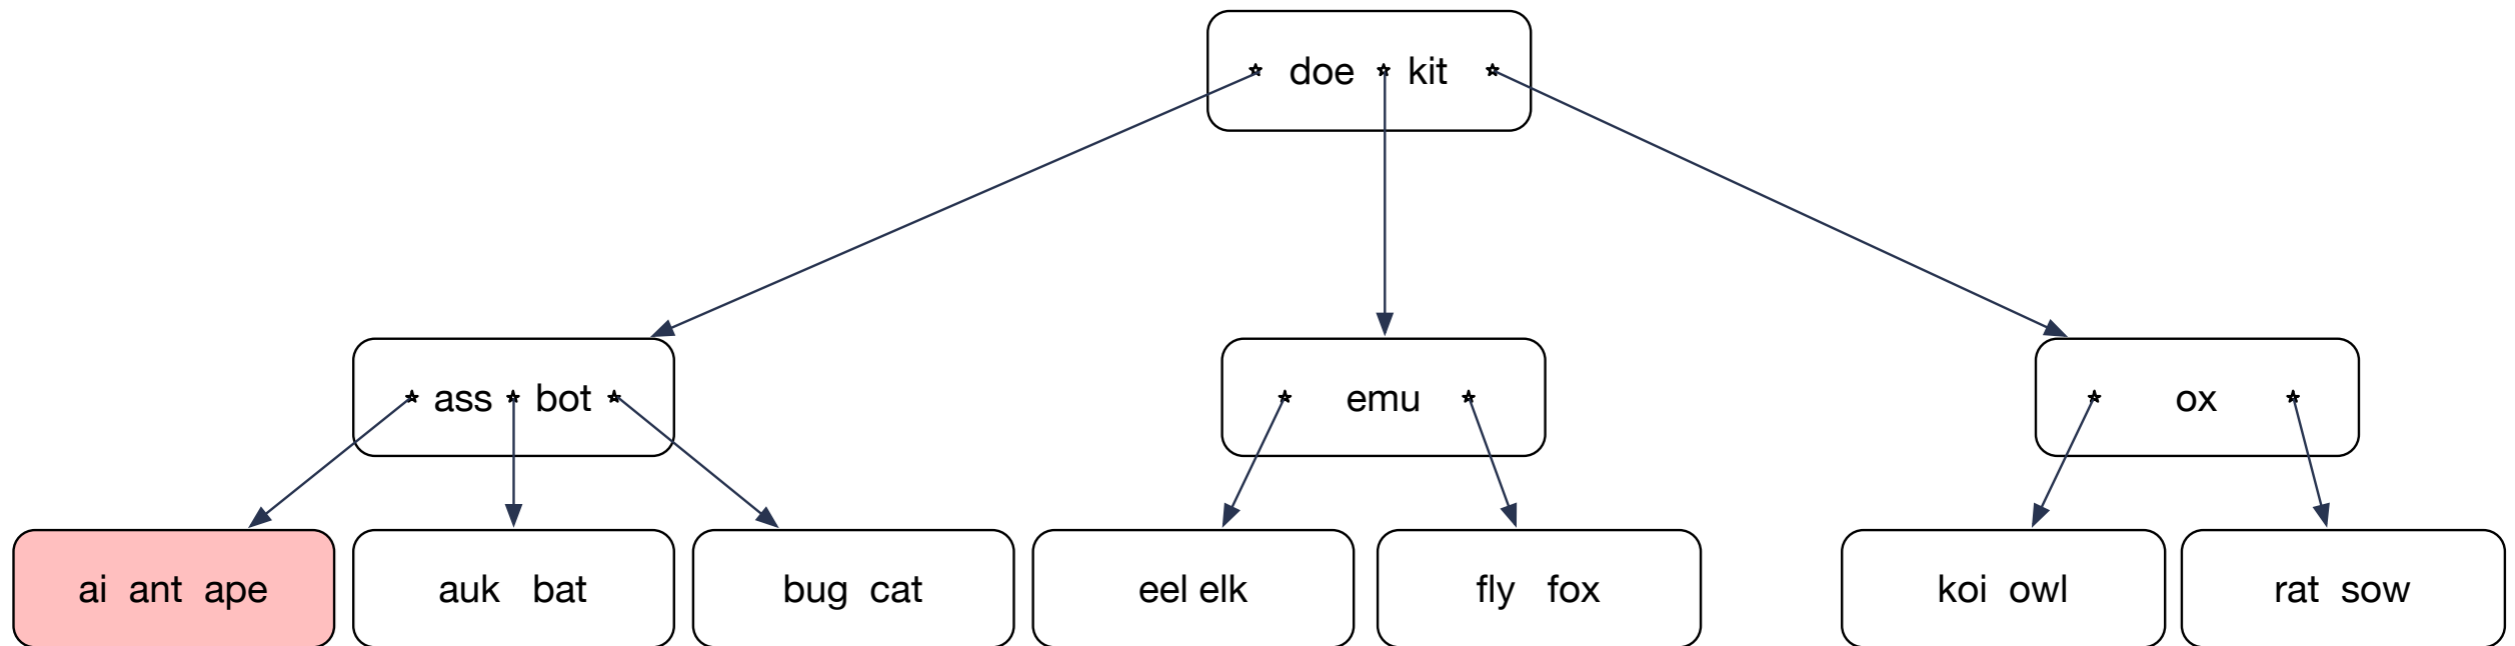 doe kit
ass bot
emu
ox
ai ant ape
auk bat
bug cat
eel elk
fly fox
koi owl
rat sow